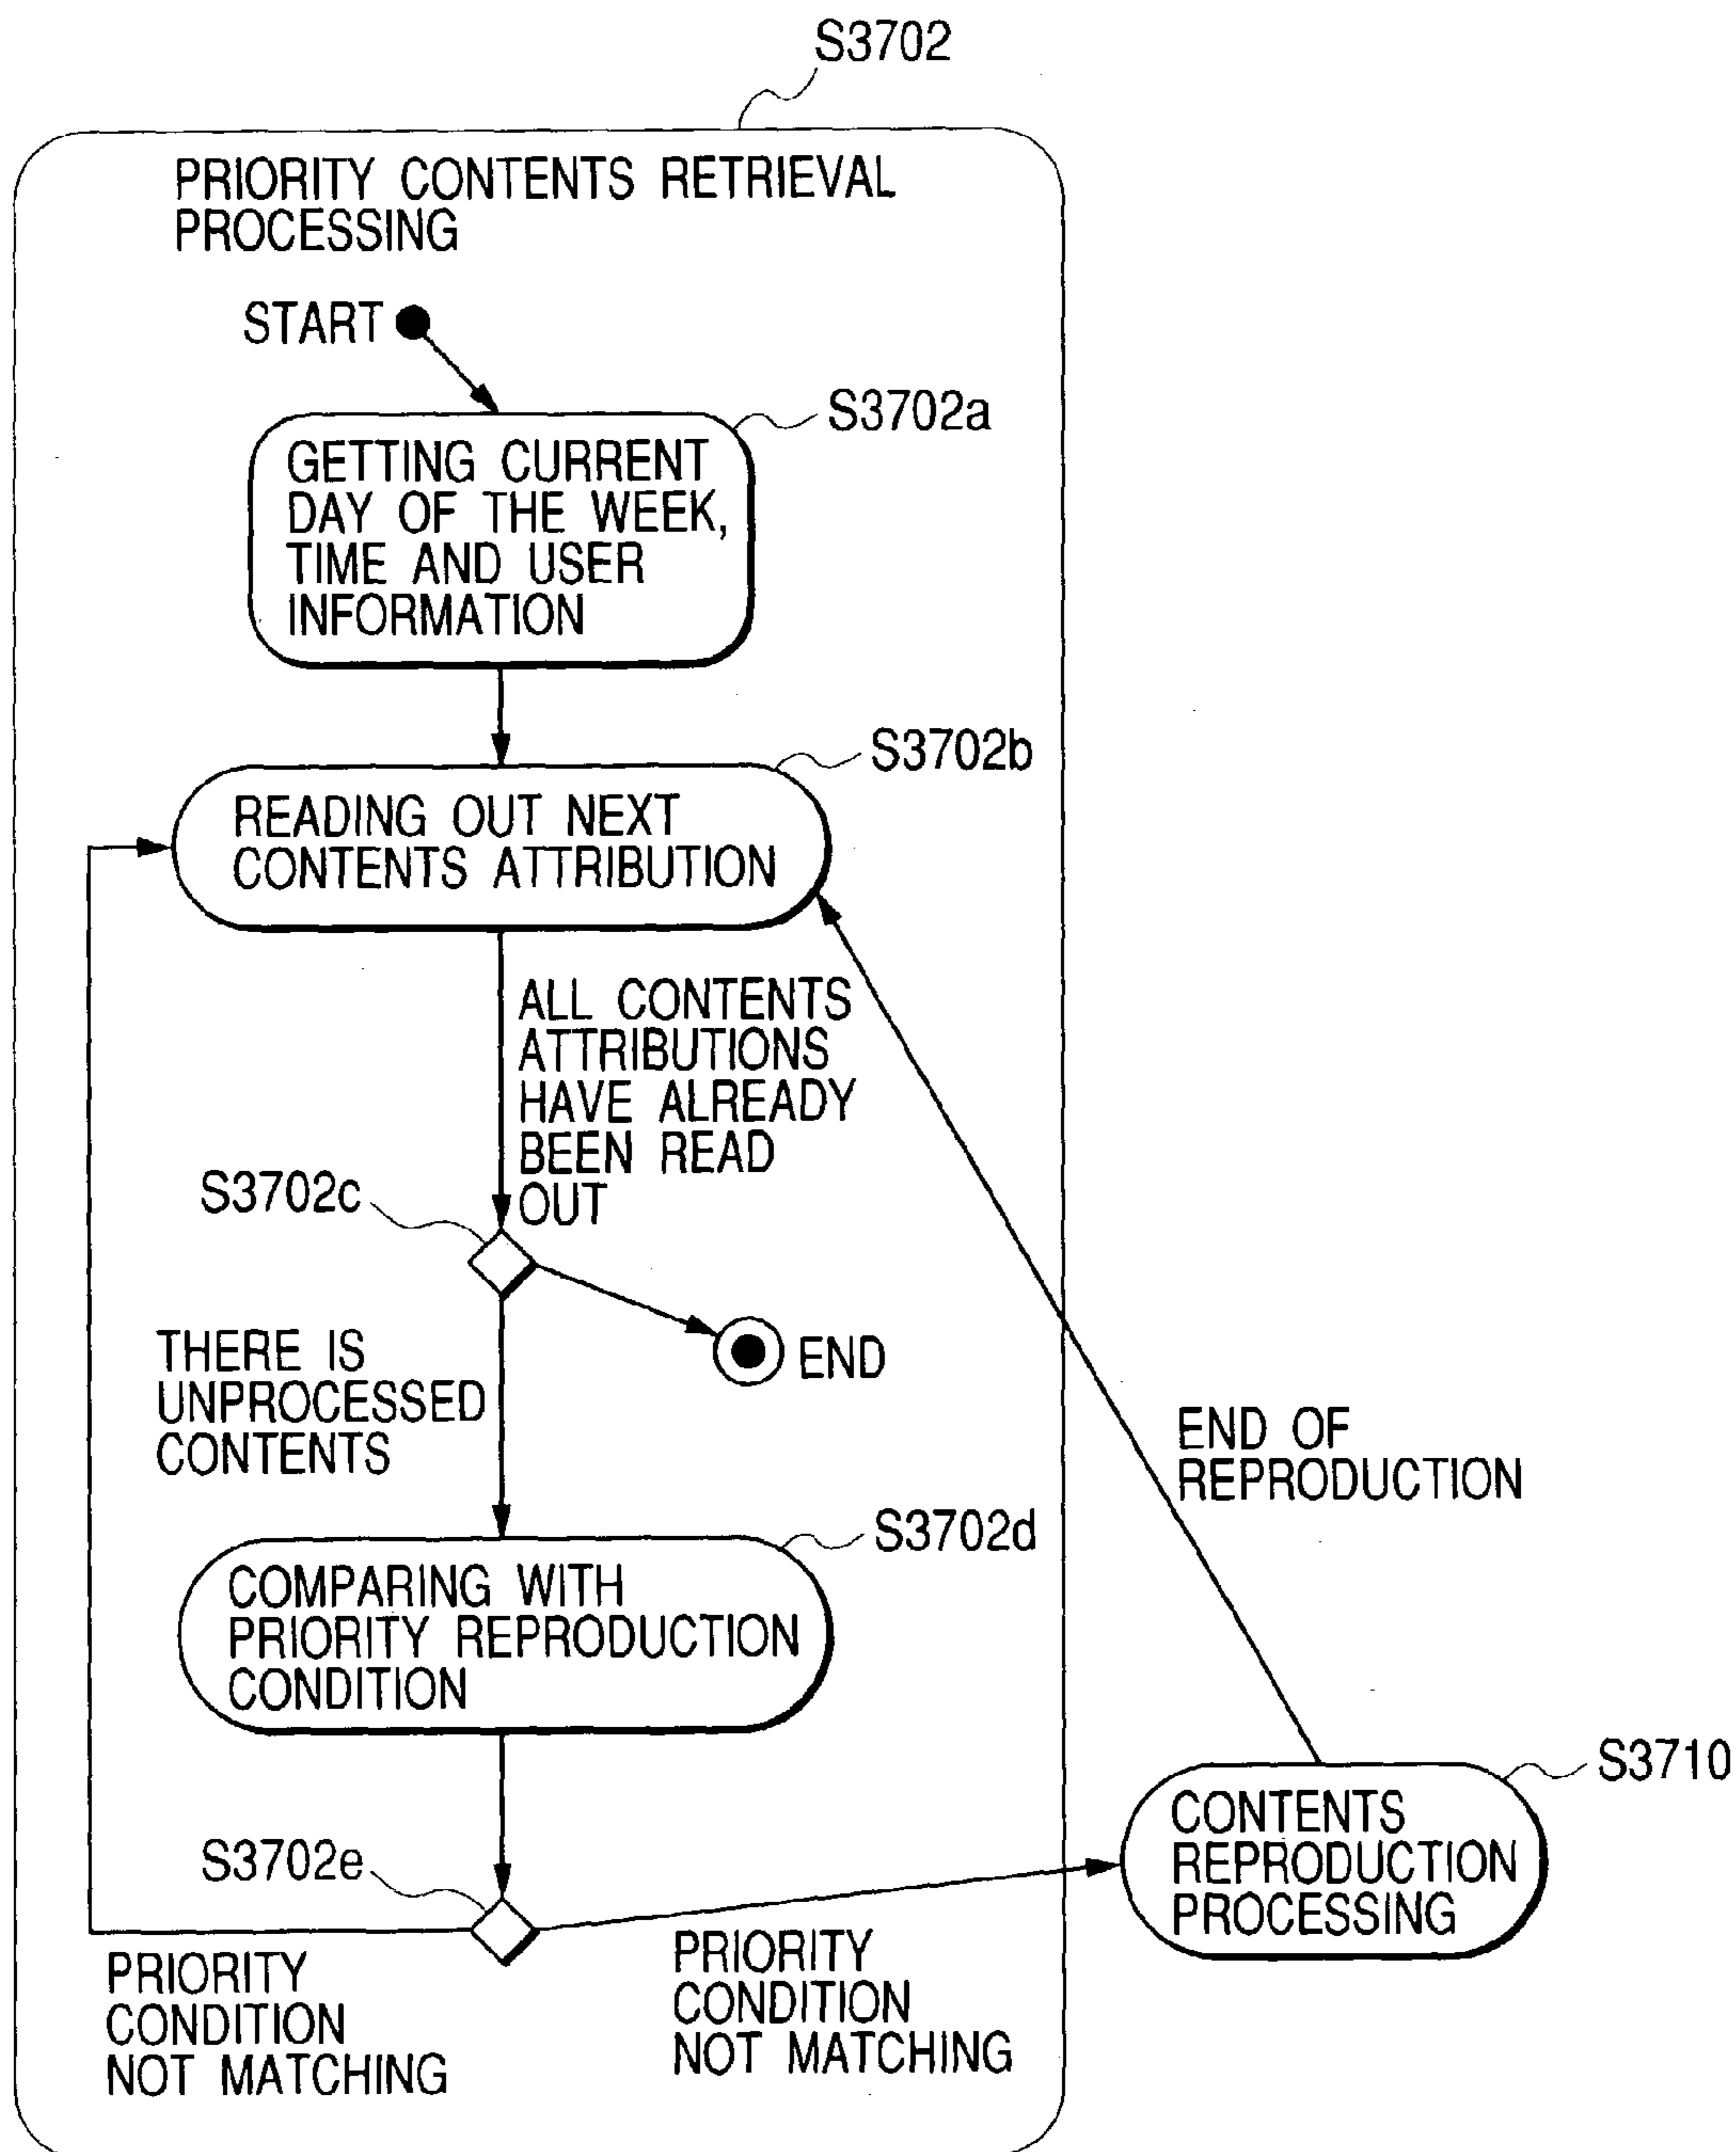 S3702
PRIORITY CONTENTS RETRIEVAL
PROCESSING
START
S3702a
GETTING CURRENT
DAY OF THE WEEK,
TIME AND USER
INFORMATION
S3702b
READING OUT NEXT
CONTENTS ATTRIBUTION
ALL CONTENTS
ATTRIBUTIONS
HAVE ALREADY
BEEN READ
OUT
S3702c
END
THERE IS
UNPROCESSED
CONTENTS
END OF
REPRODUCTION
S3702d
COMPARING WITH
PRIORITY REPRODUCTION
CONDITION
S3710
CONTENTS
REPRODUCTION
PROCESSING
S3702e
PRIORITY
CONDITION
NOT MATCHING
PRIORITY
CONDITION
NOT MATCHING